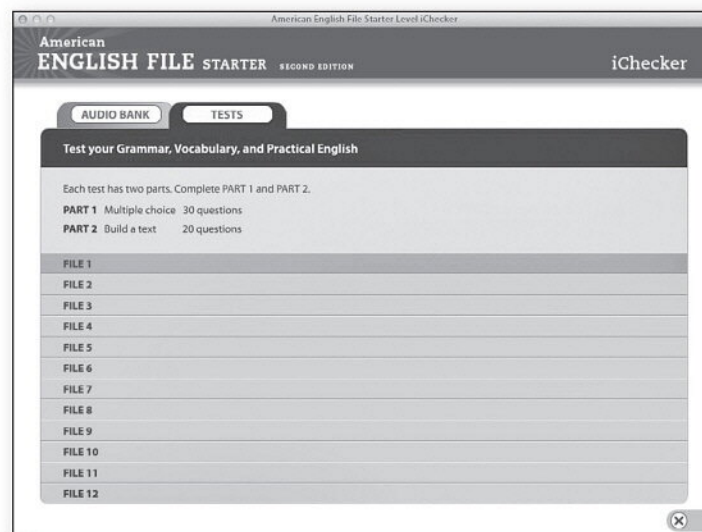 American English File Starter Level iChecker
American
ENGLISH FILE STARTER SECOND EDITION
iChecker
AUDIO BANK
TESTS
Test your Grammar, Vocabulary, and Practical English
Each test has two parts. Complete PART 1 and PART 2.
PART 1 Multiple choice 30 questions
PART 2 Build a text 20 questions
FILE 1
FILE 2
FILE 3
FILE 4
FILE 5
FILE 6
FILE 7
FILE 8
FILE 9
FILE 10
FILE 11
FILE 12